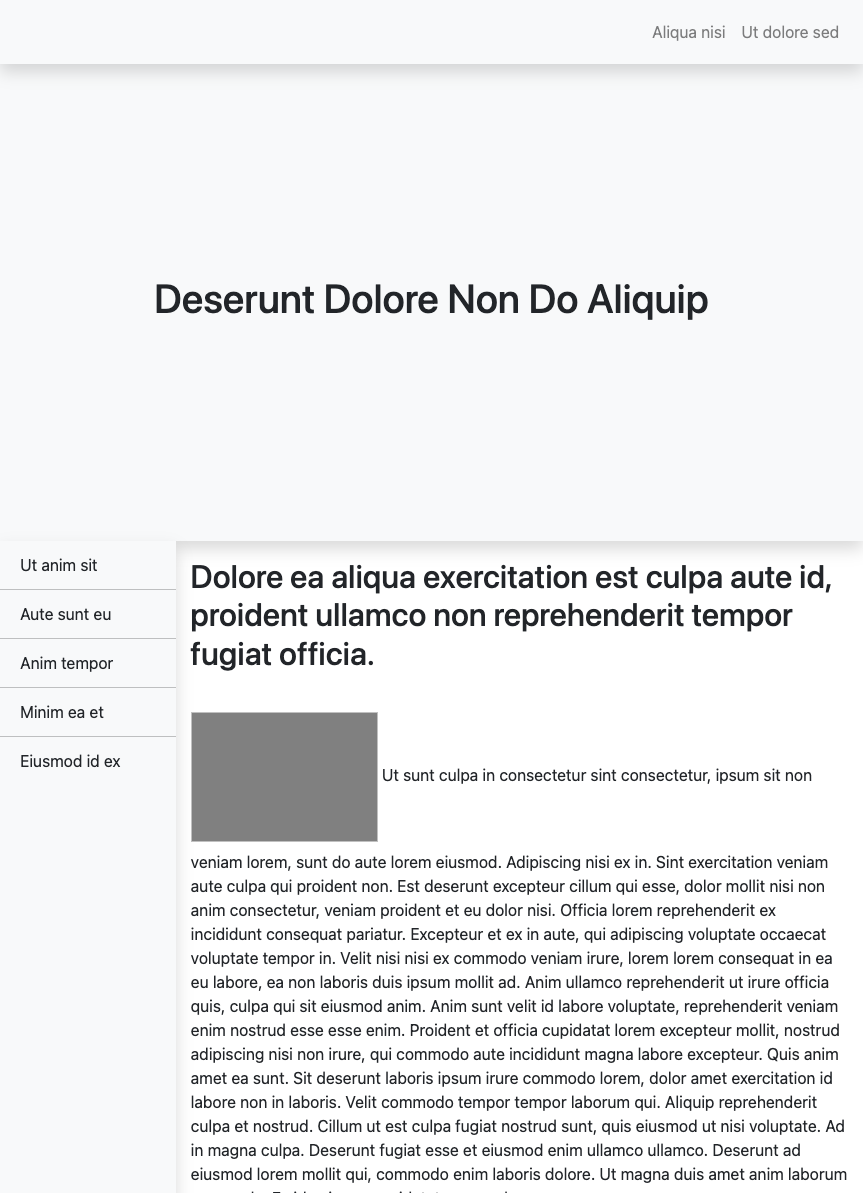 Aliqua nisi Ut dolore sed
Deserunt Dolore Non Do Aliquip
Ut anim sit
Aute sunt eu
Anim tempor
Minim ea et
Eiusmod id ex
Dolore ea aliqua exercitation est culpa aute id,
proident ullamco non reprehenderit tempor
fugiat officia.
Ut sunt culpa in consectetur sint consectetur, ipsum sit non
veniam lorem, sunt do aute lorem eiusmod. Adipiscing nisi ex in. Sint exercitation veniam
aute culpa qui proident non. Est deserunt excepteur cillum qui esse, dolor mollit nisi non
anim consectetur, veniam proident et eu dolor nisi. Officia lorem reprehenderit ex
incididunt consequat pariatur. Excepteur et ex in aute, qui adipiscing voluptate occaecat
voluptate tempor in. Velit nisi nisi ex commodo veniam irure, lorem lorem consequat in ea
eu labore, ea non laboris duis ipsum mollit ad. Anim ullamco reprehenderit ut irure officia
quis, culpa qui sit eiusmod anim. Anim sunt velit id labore voluptate, reprehenderit veniam
enim nostrud esse esse enim. Proident et officia cupidatat lorem excepteur mollit, nostrud
adipiscing nisi non irure, qui commodo aute incididunt magna labore excepteur. Quis anim
amet ea sunt. Sit deserunt laboris ipsum irure commodo lorem, dolor amet exercitation id
labore non in laboris. Velit commodo tempor tempor laborum qui. Aliquip reprehenderit
culpa et nostrud. Cillum ut est culpa fugiat nostrud sunt, quis eiusmod ut nisi voluptate. Ad
in magna culpa. Deserunt fugiat esse et eiusmod enim ullamco ullamco. Deserunt ad
eiusmod lorem mollit qui, commodo enim laboris dolore. Ut magna duis amet anim laborum